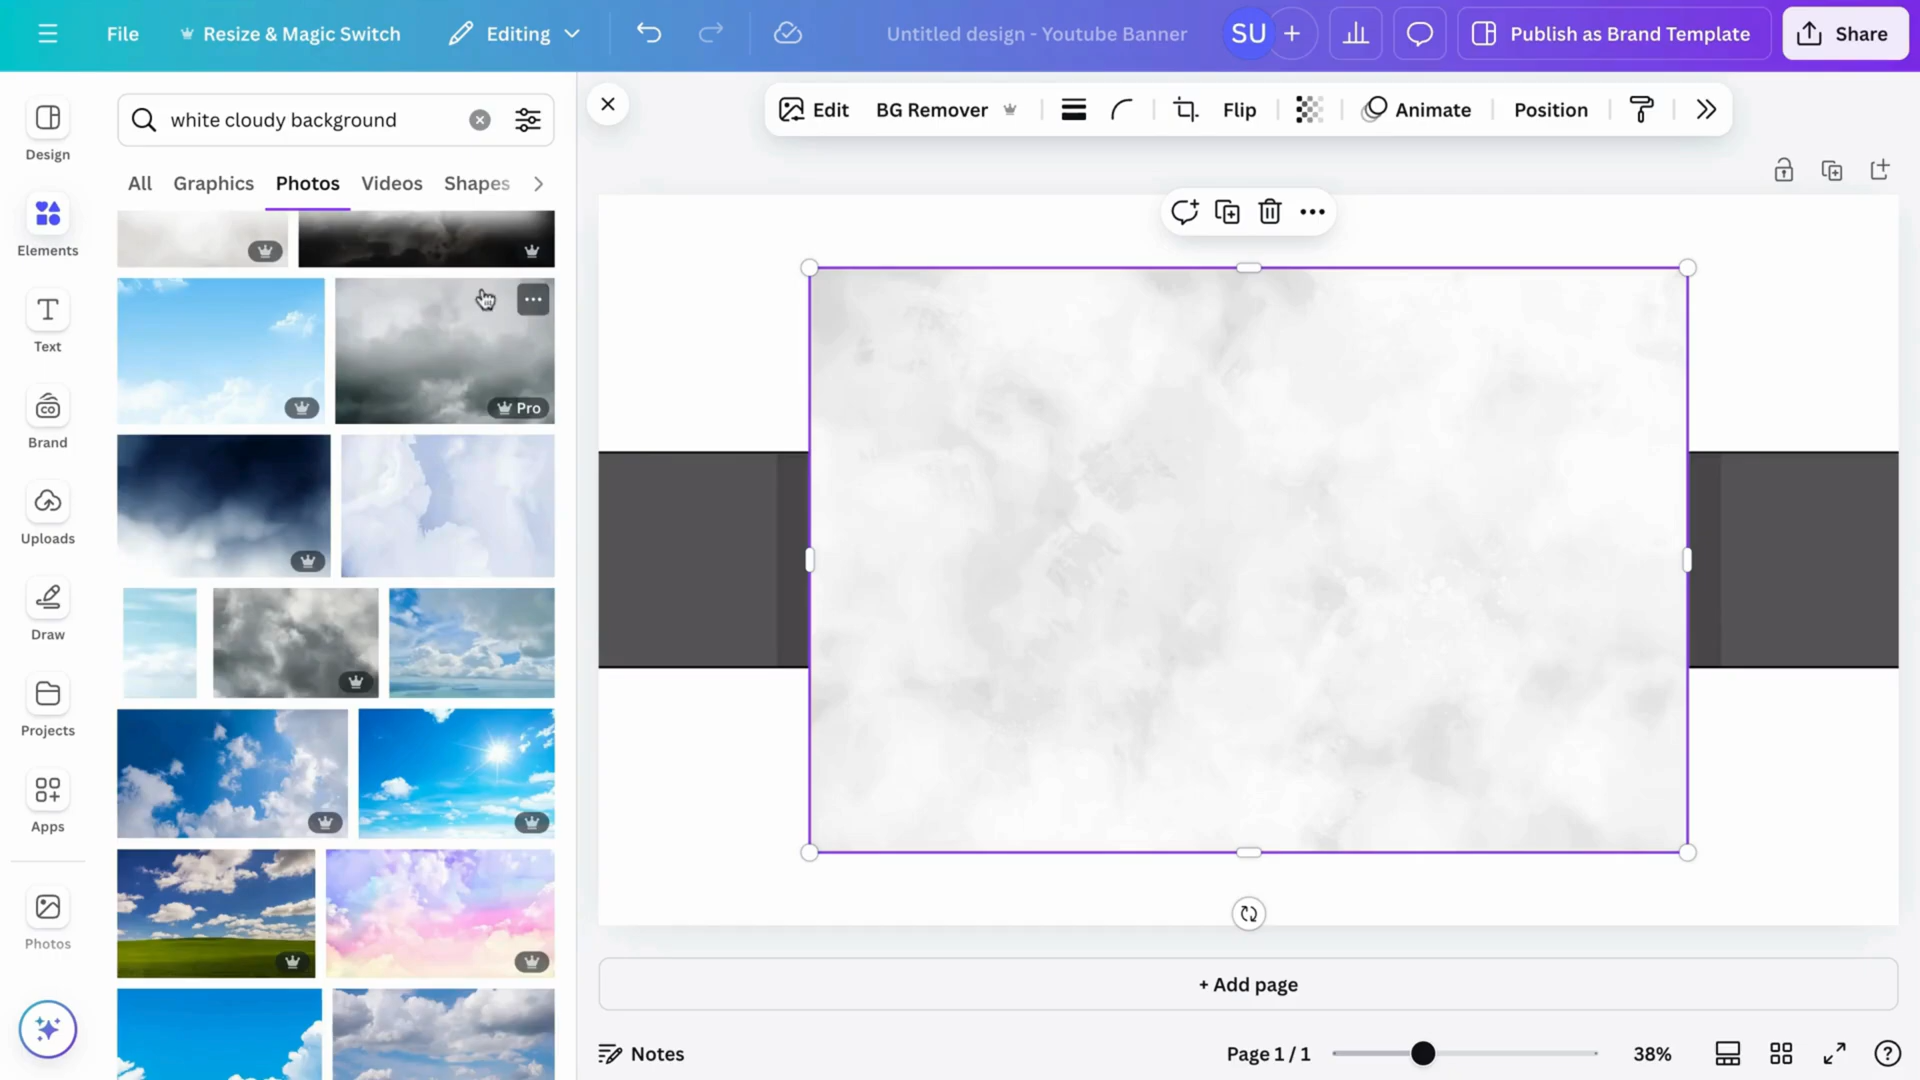 File
Resize & Magic Switch
Editing
Untitled design - Youtube Banner
SU
Publish as Brand Template
Share
white cloudy background
Edit
BG Remover
Flip
Animate
Position
Design
All
Graphics
Photos
Videos
Shapes
Elements
Text
Pro
Brand
CO
Uploads
Draw
Projects
Apps
Photos
+ Add page
Notes
Page 1 / 1
38%